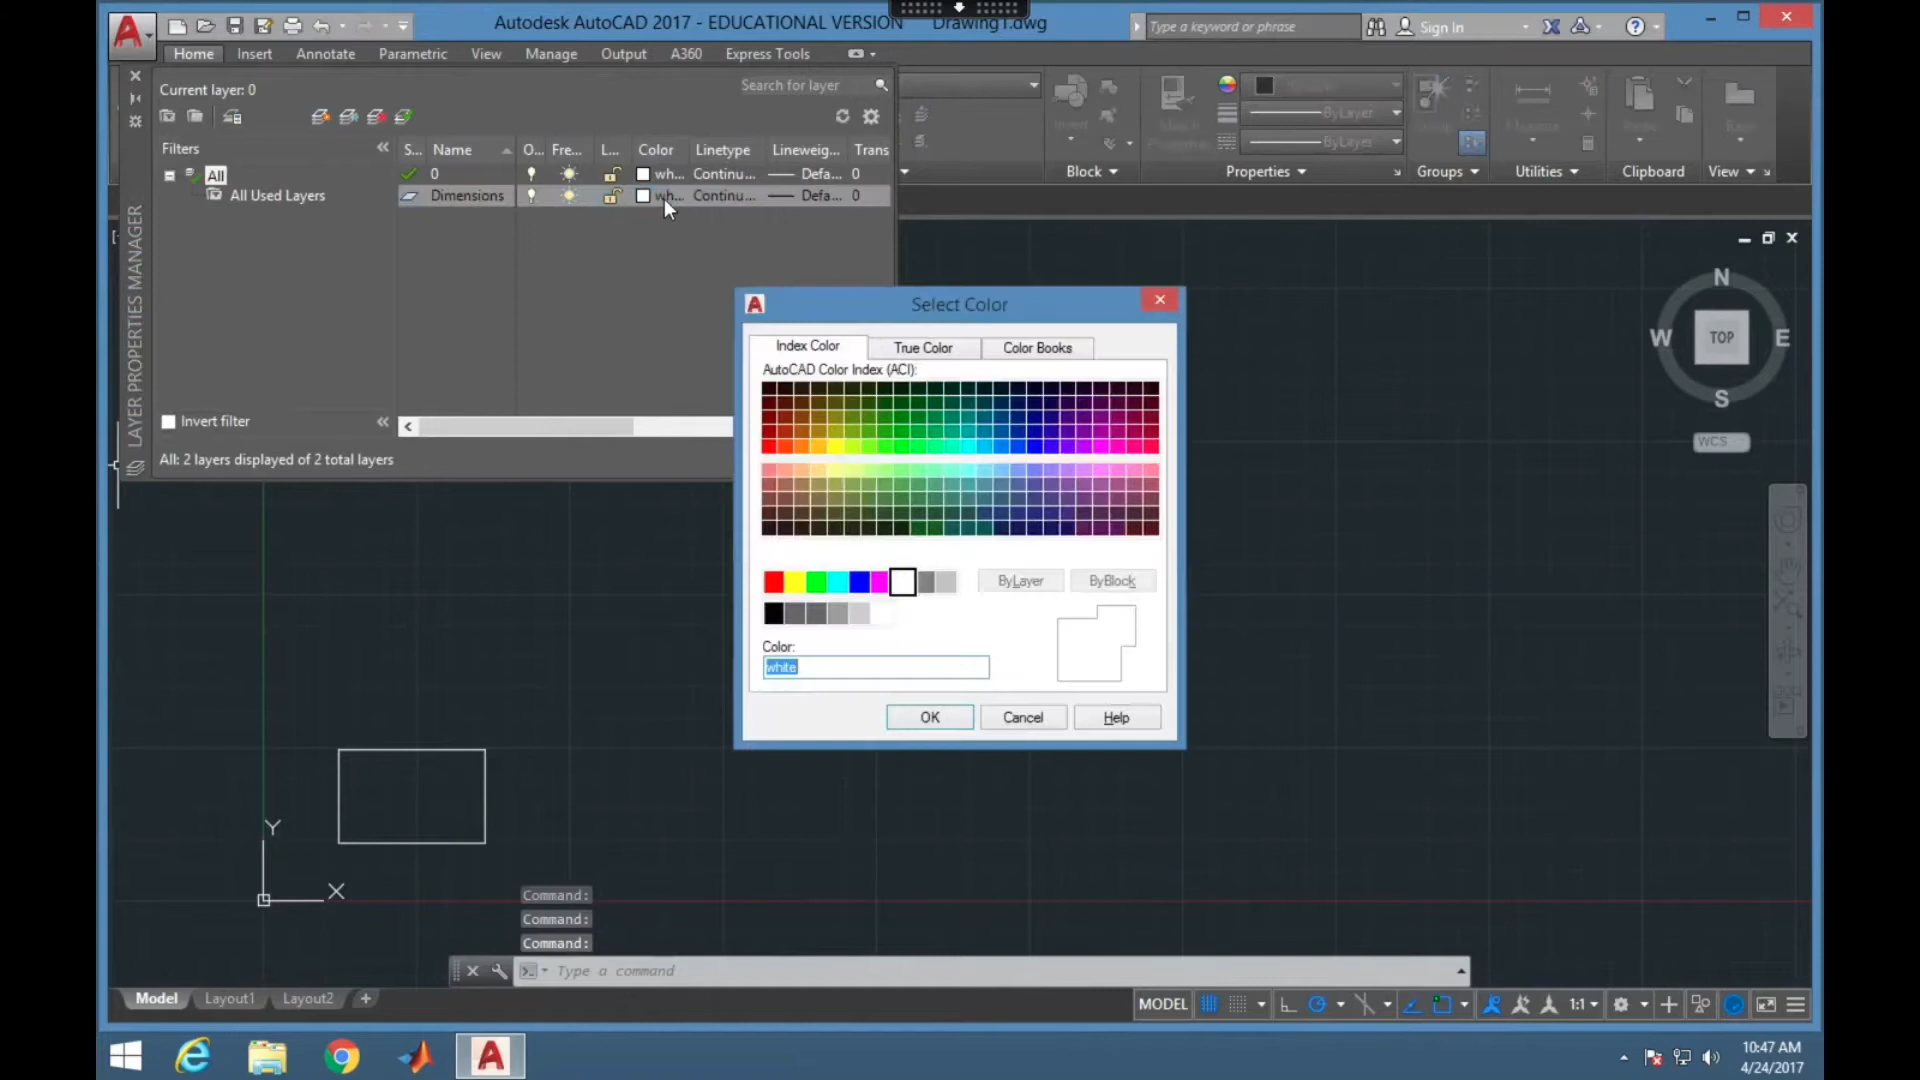 Autodesk AutoCAD 2017 - EDUCATIONAL VERSION Drawing1.dwg
Type a keyword or phrase
Sign In
Home Insert Annotate Parametric View Manage Output A360 Express Tools
Current layer: 0
Search for layer
Filters
S... Name O... Fre... L... Color Linetype Lineweig... Trans
All
0 wh... Continu... Defa... 0
All Used Layers
Dimensions wh... Continu... Defa... 0
LAYER PROPERTIES MANAGER
Invert filter
All: 2 layers displayed of 2 total layers
ByLayer
ByLayer
Block Properties Groups Utilities Clipboard View
Select Color
Index Color True Color Color Books
AutoCAD Color Index (ACI):
ByLayer ByBlock
Color:
white
OK Cancel Help
N
W TOP E
S
WCS
Y
X
Command:
Command:
Command:
Type a command
Model Layout1 Layout2 +
MODEL 1:1
10:47 AM
4/24/2017